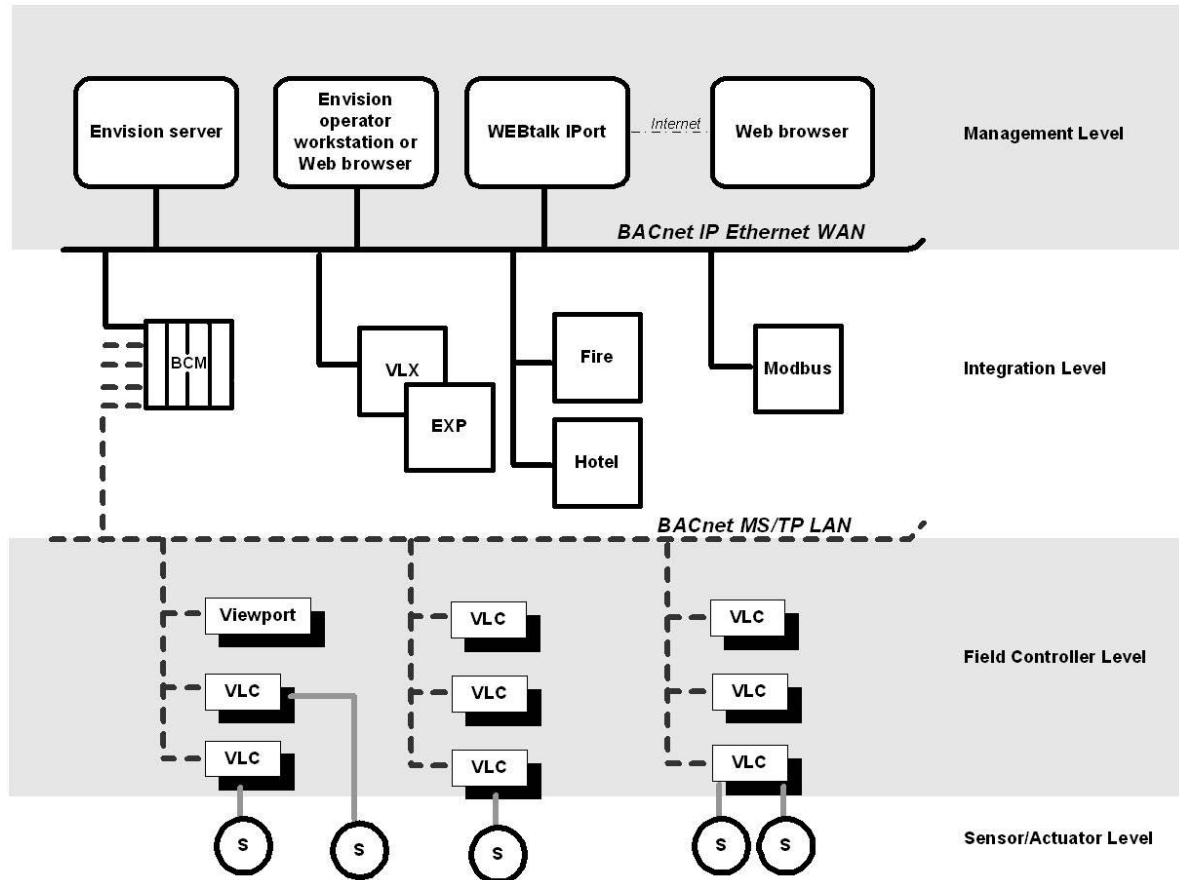 Envision server
Envision
operator
workstation or
Web browser
WEBtalk IPort
Internet
Web browser
Management Level
BACnet IP Ethernet WAN
BCM
VLX
EXP
Fire
Hotel
Modbus
Integration Level
BACnet MS/TP LAN
Viewport
VLC
VLC
VLC
VLC
VLC
Field Controller Level
VLC
VLC
VLC
S
S
S
S
S
Sensor/Actuator Level